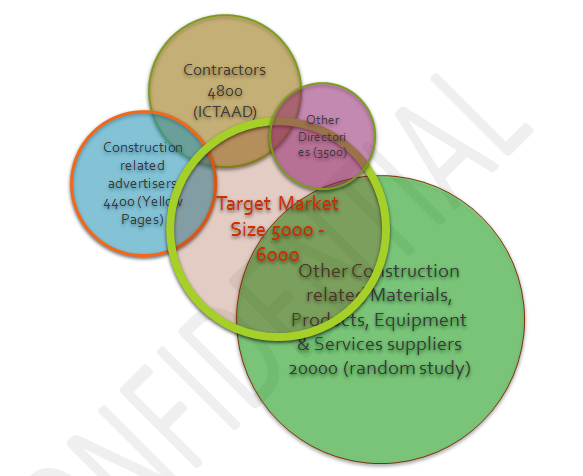 Contractors
4800
(ICTAAD)
Other
Directori
es (3500)
Construction
related
advertisers
4400 (Yellow
Pages)
Target Market
Size 5000 -
6000
Other Construction
related Materials,
Products, Equipment
& Services suppliers
20000 (random study)
CONFIDENTIAL